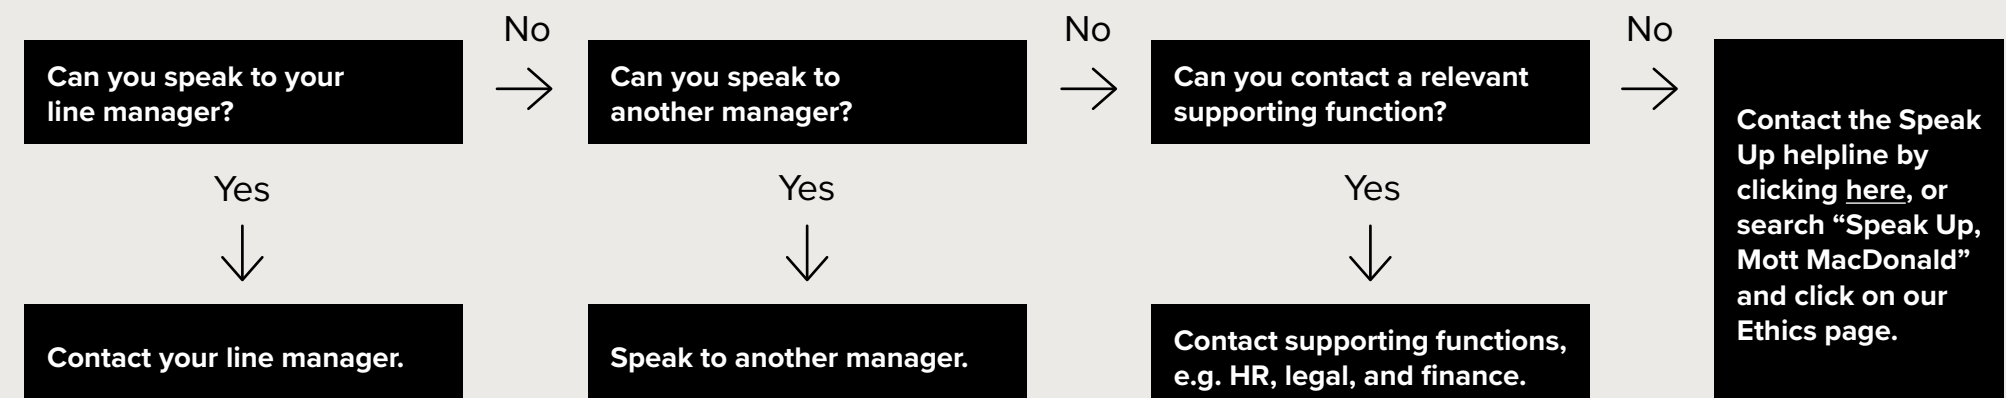 Can you speak to your
line manager?
No
Can you speak to
another manager?
No
Can you contact a relevant
supporting function?
No
Contact the Speak
Up helpline by
clicking here, or
search “Speak Up,
Mott MacDonald”
and click on our
Ethics page.
Yes
Yes
Yes
Contact your line manager.
Speak to another manager.
Contact supporting functions,
e.g. HR, legal, and finance.